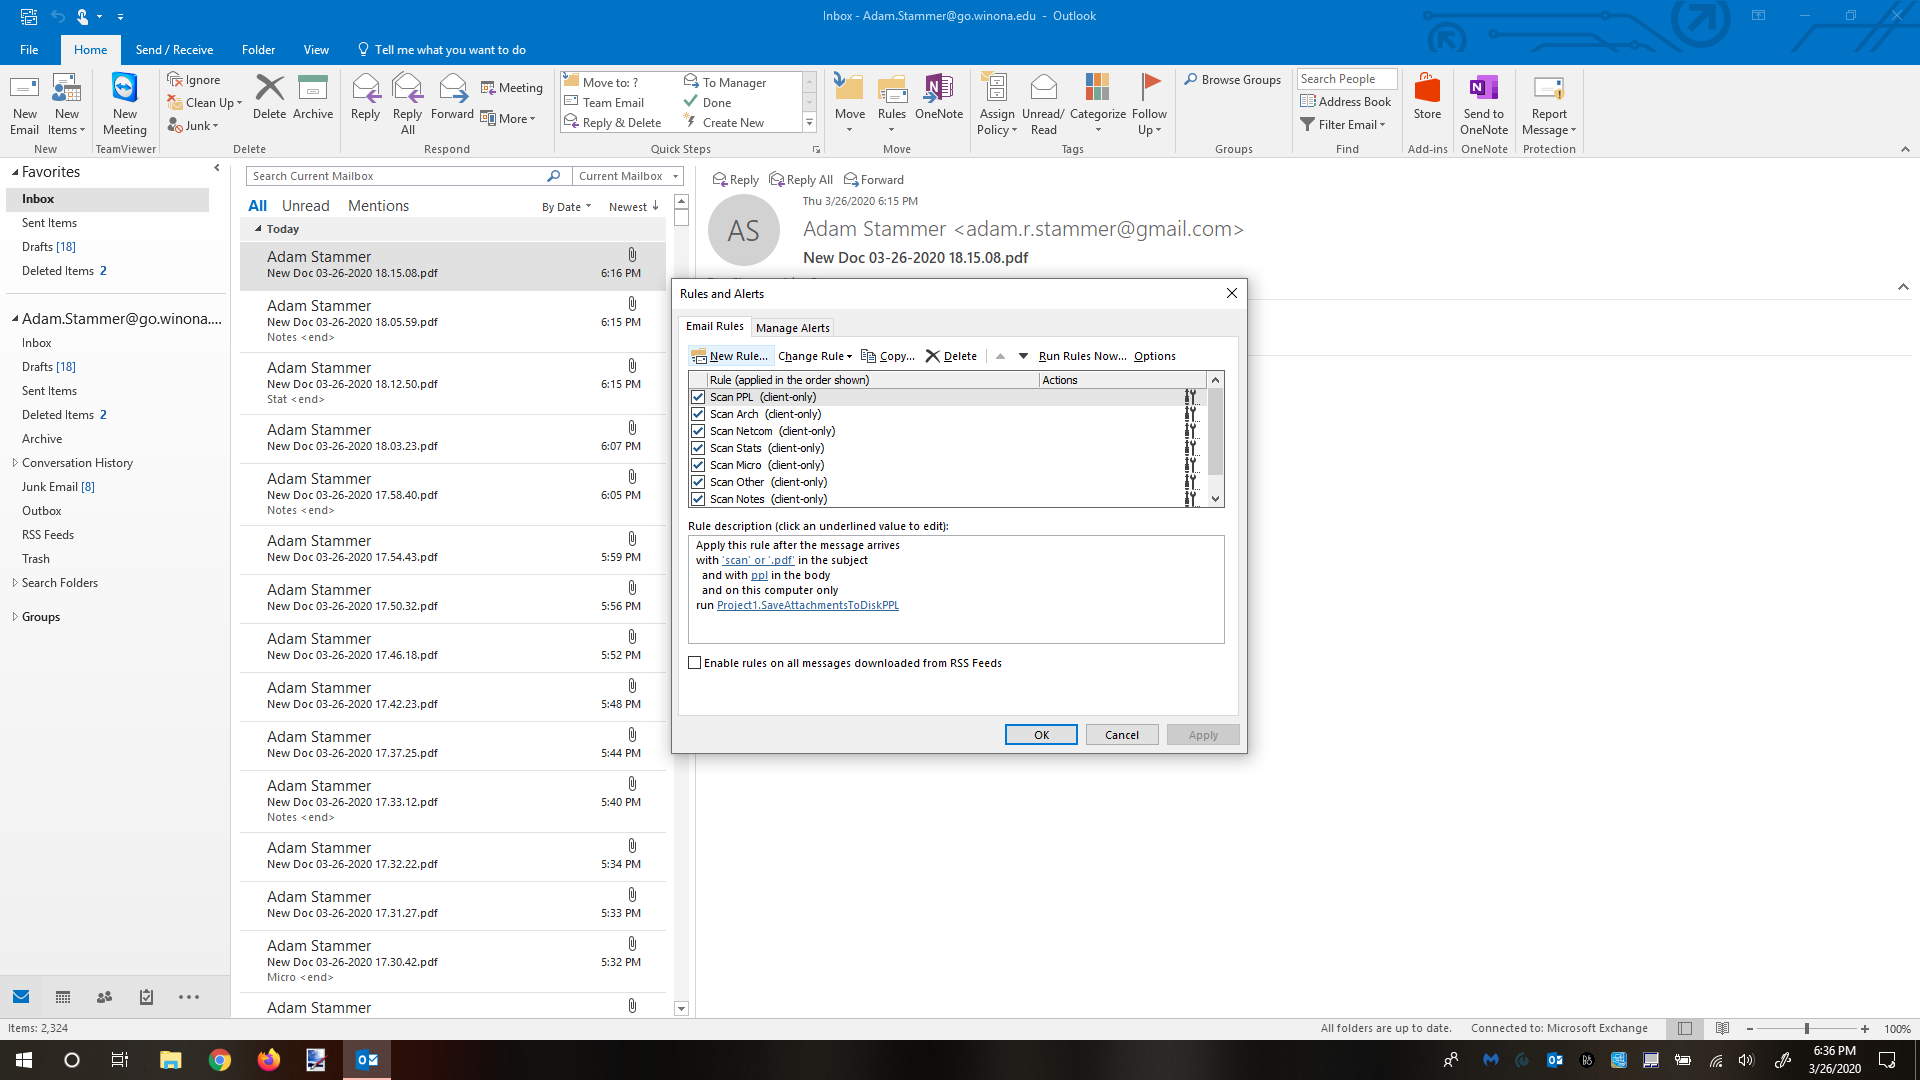 Inbox - Adam.Stammer@go.winona.edu - Outlook
File Home Send / Receive Folder View Tell me what you want to do
New Email
New Items
New
New Meeting
TeamViewer
Ignore
Clean Up
Junk
Delete
Archive
Delete
Reply
Reply All
Forward
Meeting
More
Respond
Move to: ?
Team Email
Reply & Delete
To Manager
Done
Create New
Quick Steps
Move
Rules
OneNote
Move
Assign Policy
Unread/ Read
Categorize
Follow Up
Tags
Browse Groups
Groups
Search People
Address Book
Filter Email
Find
Store
Add-ins
Send to OneNote
OneNote
Report Message
Protection
Favorites
Inbox
Sent Items
Drafts [18]
Deleted Items 2
Adam.Stammer@go.winona....
Inbox
Drafts [18]
Sent Items
Deleted Items 2
Archive
Conversation History
Junk Email [8]
Outbox
RSS Feeds
Trash
Search Folders
Groups
Search Current Mailbox Current Mailbox
All Unread Mentions By Date Newest
Today
Adam Stammer
New Doc 03-26-2020 18.15.08.pdf 6:16 PM
Adam Stammer
New Doc 03-26-2020 18.05.59.pdf 6:15 PM
Notes <end>
Adam Stammer
New Doc 03-26-2020 18.12.50.pdf 6:15 PM
Stat <end>
Adam Stammer
New Doc 03-26-2020 18.03.23.pdf 6:07 PM
Adam Stammer
New Doc 03-26-2020 17.58.40.pdf 6:05 PM
Notes <end>
Adam Stammer
New Doc 03-26-2020 17.54.43.pdf 5:59 PM
Adam Stammer
New Doc 03-26-2020 17.50.32.pdf 5:56 PM
Adam Stammer
New Doc 03-26-2020 17.46.18.pdf 5:52 PM
Adam Stammer
New Doc 03-26-2020 17.42.23.pdf 5:48 PM
Adam Stammer
New Doc 03-26-2020 17.37.25.pdf 5:44 PM
Adam Stammer
New Doc 03-26-2020 17.33.12.pdf 5:40 PM
Notes <end>
Adam Stammer
New Doc 03-26-2020 17.32.22.pdf 5:34 PM
Adam Stammer
New Doc 03-26-2020 17.31.27.pdf 5:33 PM
Adam Stammer
New Doc 03-26-2020 17.30.42.pdf 5:32 PM
Micro <end>
Adam Stammer
Reply Reply All Forward
Thu 3/26/2020 6:15 PM
AS
Adam Stammer <adam.r.stammer@gmail.com>
New Doc 03-26-2020 18.15.08.pdf
Rules and Alerts
Email Rules Manage Alerts
New Rule... Change Rule Copy... Delete Run Rules Now... Options
Rule (applied in the order shown) Actions
Scan PPL (client-only)
Scan Arch (client-only)
Scan Netcom (client-only)
Scan Stats (client-only)
Scan Micro (client-only)
Scan Other (client-only)
Scan Notes (client-only)
Rule description (click an underlined value to edit):
Apply this rule after the message arrives
with 'scan' or '.pdf' in the subject
and with ppl in the body
and on this computer only
run Project1.SaveAttachmentsToDiskPPL
Enable rules on all messages downloaded from RSS Feeds
OK Cancel Apply
Items: 2,324 All folders are up to date. Connected to: Microsoft Exchange 100%
6:36 PM
3/26/2020